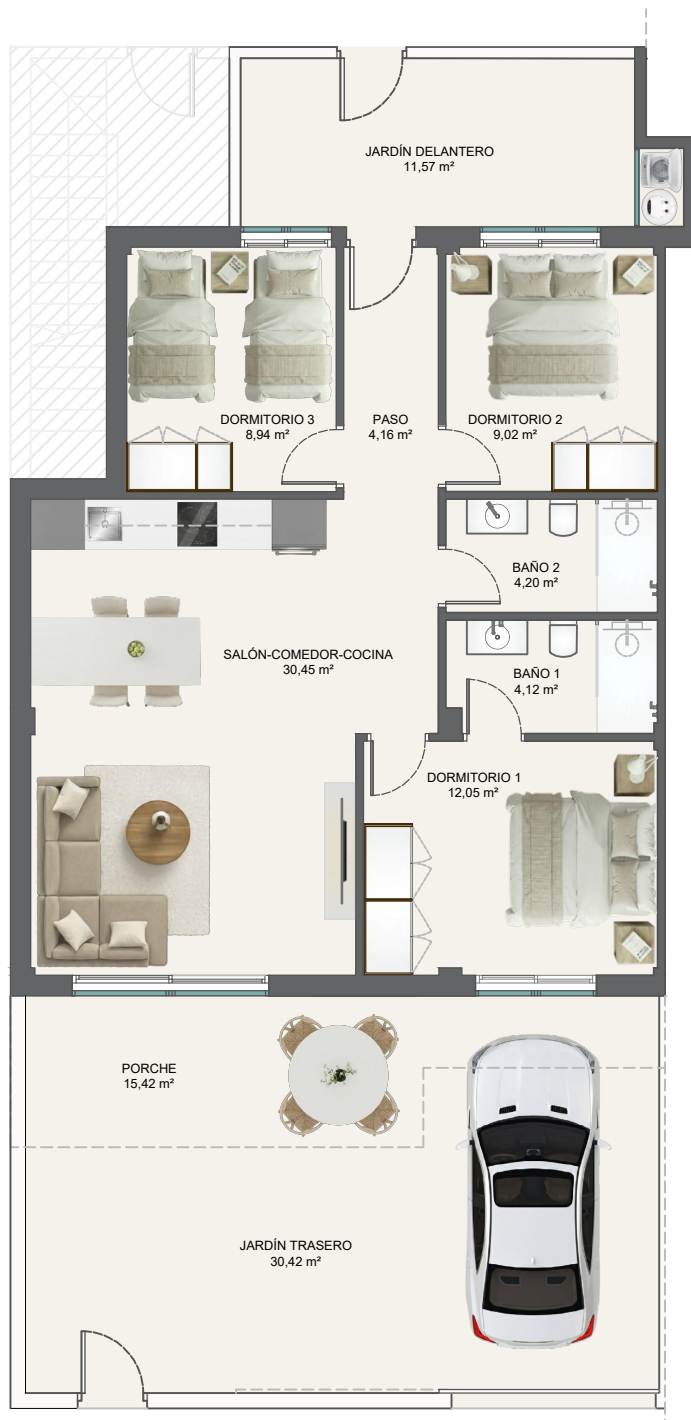 JARDÍN DELANTERO
11,57 m²
DORMITORIO 3
8,94 m²
PASO
4,16 m²
DORMITORIO 2
9,02 m²
BAÑO 2
4,20 m²
SALÓN-COMEDOR-COCINA
30,45 m²
BAÑO 1
4,12 m²
DORMITORIO 1
12,05 m²
PORCHE
15,42 m²
JARDÍN TRASERO
30,42 m²